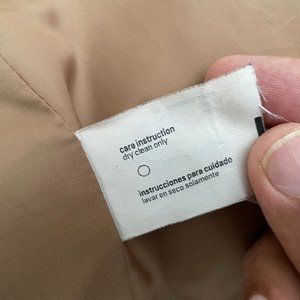 care instruction
dry clean only
instrucciones para cuidado
lavar en seco solamente